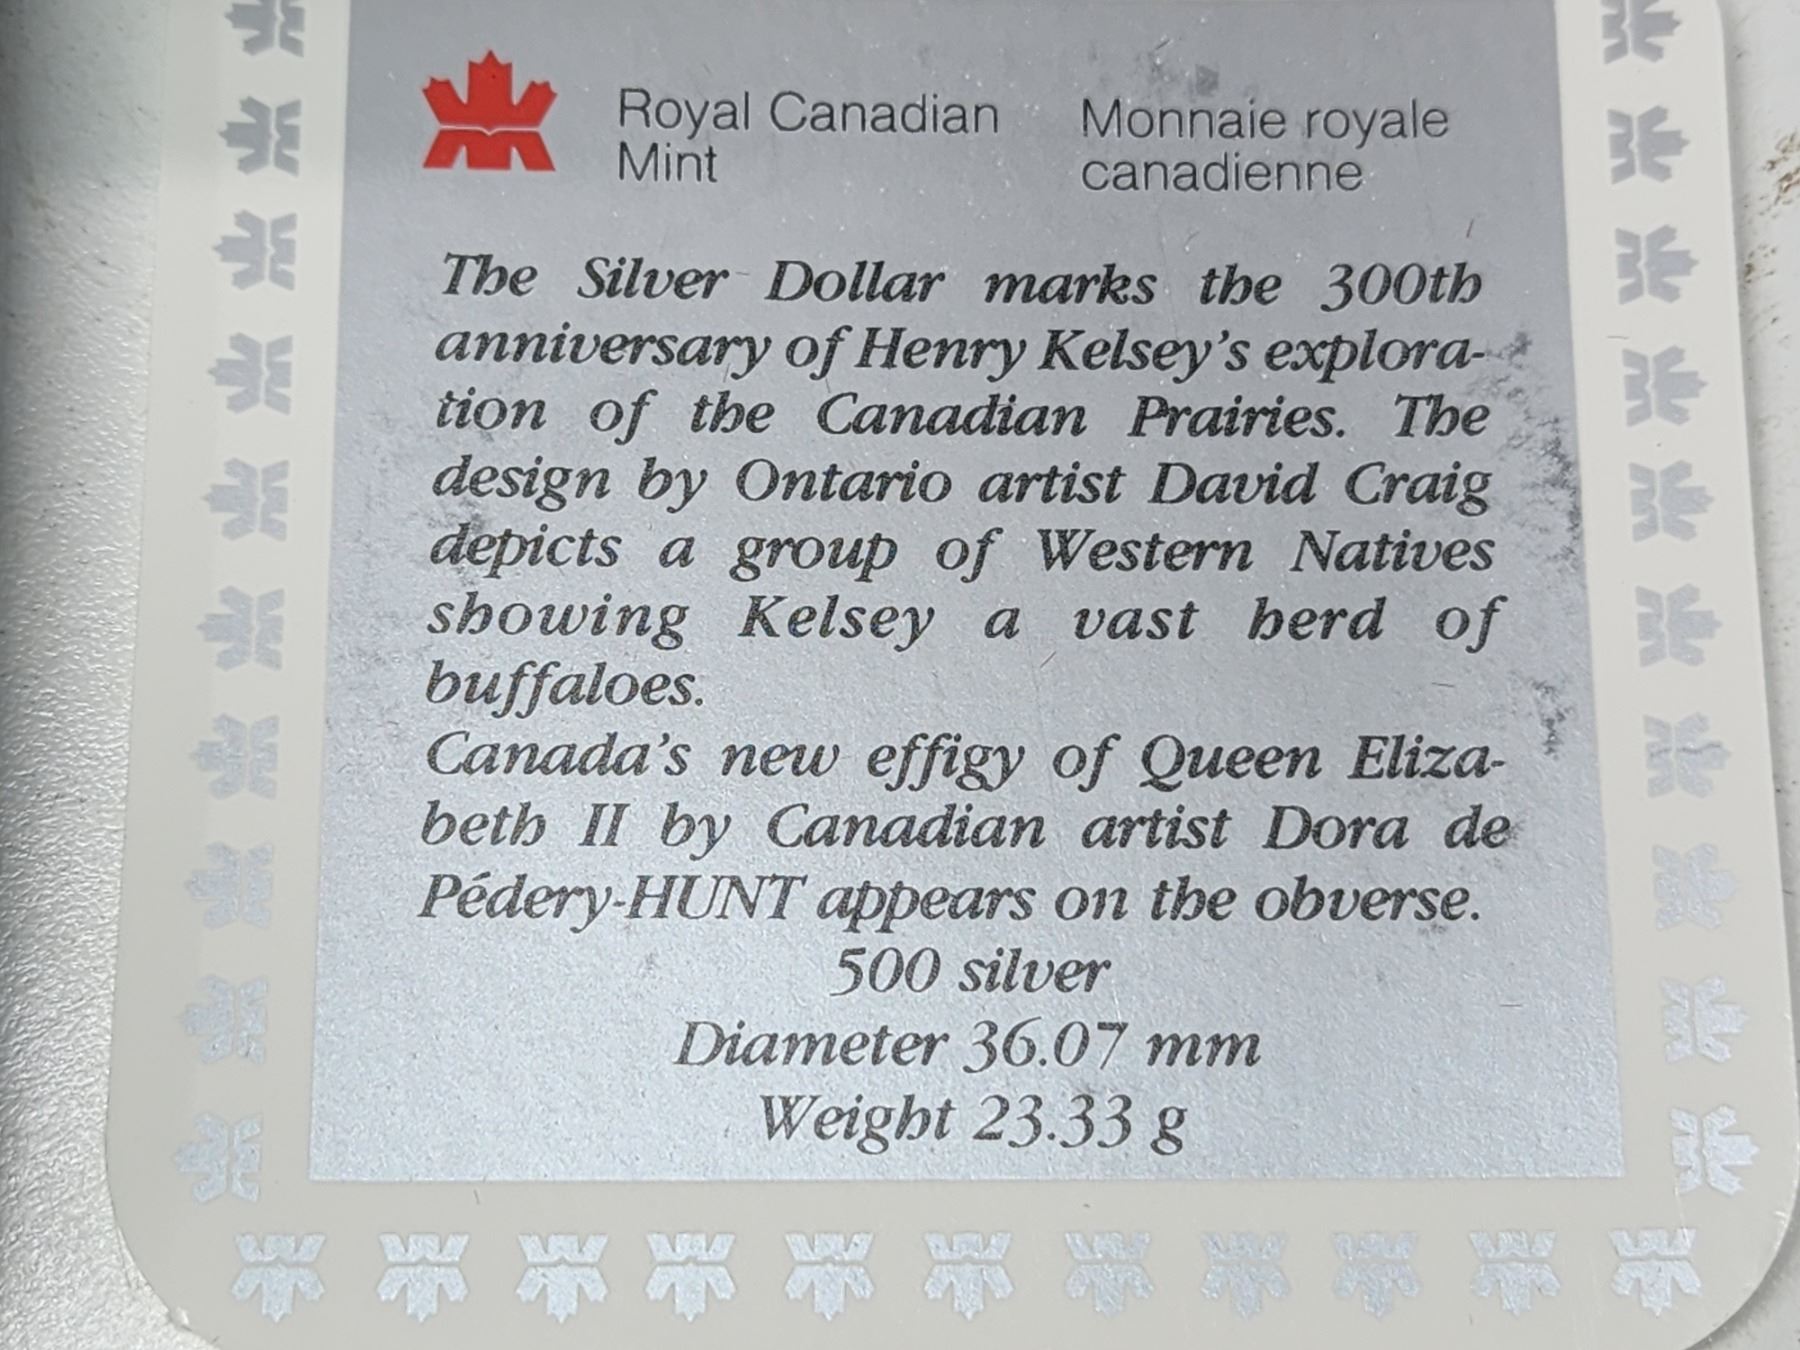 Royal Canadian
Mint
Monnaie royale
canadienne
The Silver Dollar marks the 300th
anniversary of Henry Kelsey's explora-
tion of the Canadian Prairies. The
design by Ontario artist David Craig
depicts a group of Western Natives
showing Kelsey a vast herd of
buffaloes.
Canada's new effigy of Queen Eliza-
beth II by Canadian artist Dora de
Pédery-HUNT appears on the obverse.
500 silver
Diameter 36.07 mm
Weight 23.33 g